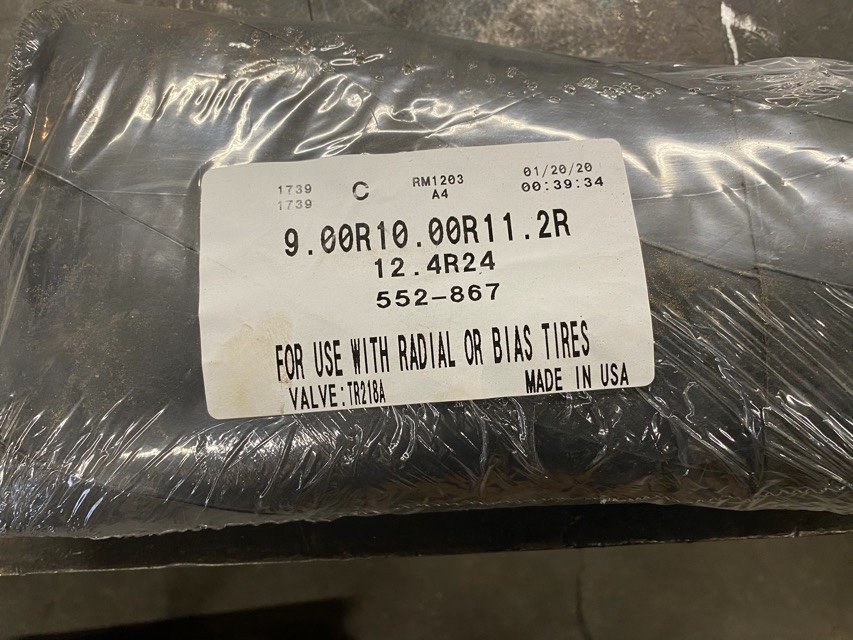 1739 C RM1203 01/20/20
1739 A4 00:39:34
9.00R10.00R11.2R
12.4R24
552-867
FOR USE WITH RADIAL OR BIAS TIRES
VALVE:TR218A MADE IN USA